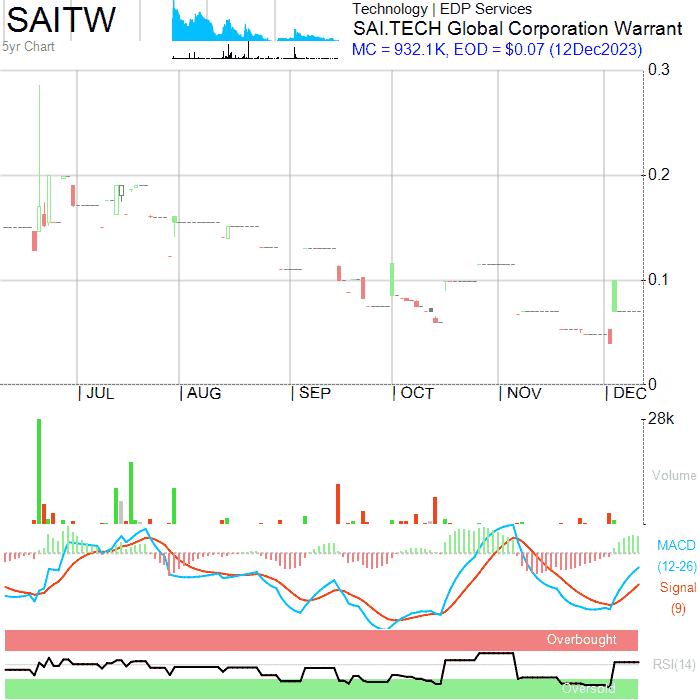 SAITW
5yr Chart
Technology | EDP Services
SAI.TECH Global Corporation Warrant
MC = 932.1K, EOD = $0.07 (12Dec2023)
0.3
0.2
0.1
0
JUL
AUG
SEP
OCT
NOV
DEC
28k
Volume
MACD
(12-26)
Signal
(9)
Overbought
RSI(14)
Oversold